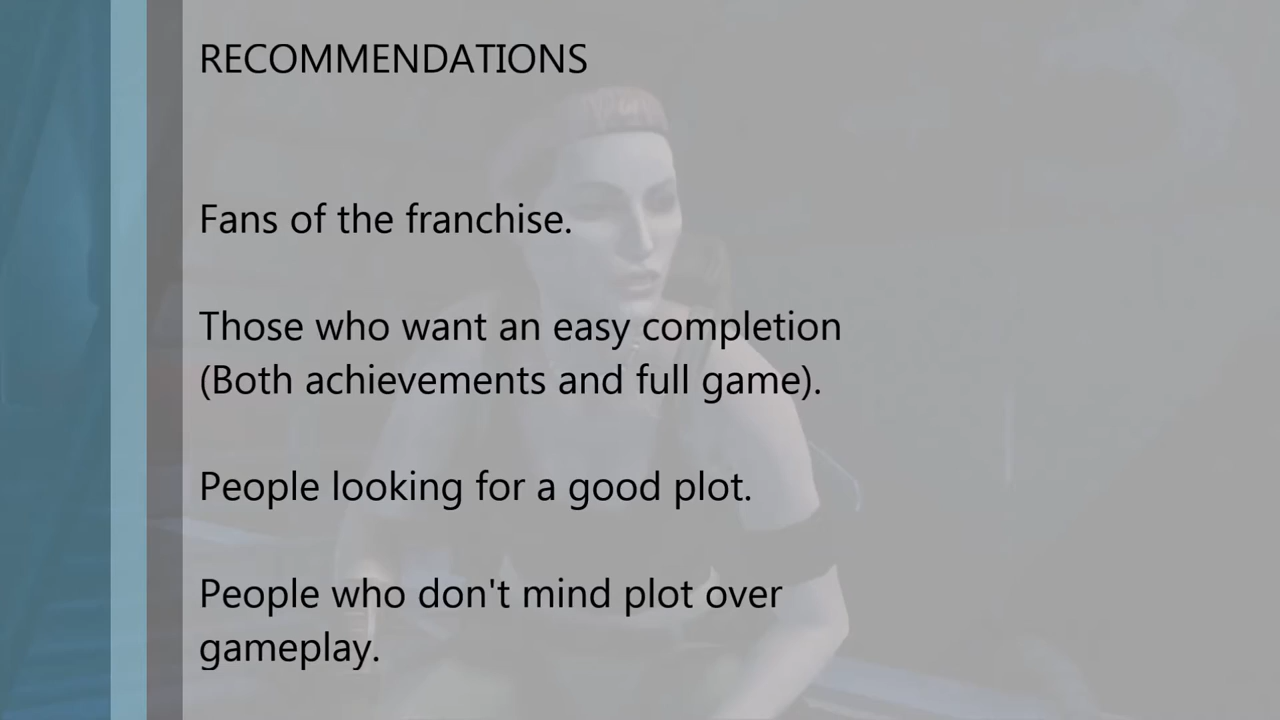 RECOMMENDATIONS
Fans of the franchise.
Those who want an easy completion
(Both achievements and full game).
People looking for a good plot.
People who don't mind plot over
gameplay.